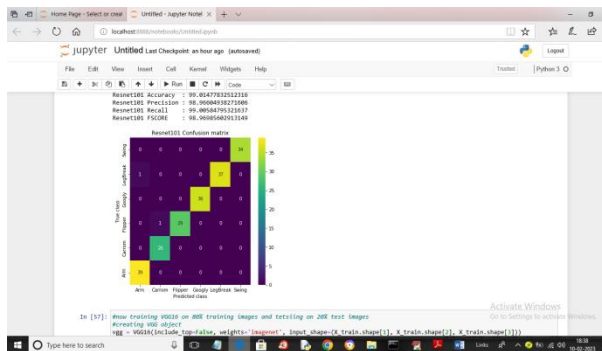 Home Page - Select or crear
Untitled - Jupyter Notel
localhost:8888/notebooks/Untitled.ipynb
jupyter Untitled Last Checkpoint: an hour ago (autosaved)
Logout
File Edit View Insert Cell Kernel Widgets Help
Trusted Python 3
Run Code
Resnet101 Accuracy : 99.01477832512316
Resnet101 Precision : 98.96604938271606
Resnet101 Recall : 99.00584795321637
Resnet101 FSCORE : 98.96985602913149
Resnet101 Confusion matrix
Swing 0 0 0 0 0 34
LegBreak 1 0 0 0 37 0
Googly 0 0 0 36 0 0
Flipper 0 1 29 0 0 0
Carrom 0 26 0 0 0 0
Arm 39 0 0 0 0 0
35
30
25
20
15
10
5
0
True class
Arm Carrom Flipper Googly LegBreak Swing
Predicted class
Activate Windows
Go to Settings to activate Windows.
In [57]: #now training VGG16 on 80% training images and tetsiing on 20% test images
#creating VGG object
vgg = VGG16(include_top=False, weights='imagenet', input_shape=(X_train.shape[1], X_train.shape[2], X_train.shape[3]))
Type here to search
Links
18:38
10-02-2023